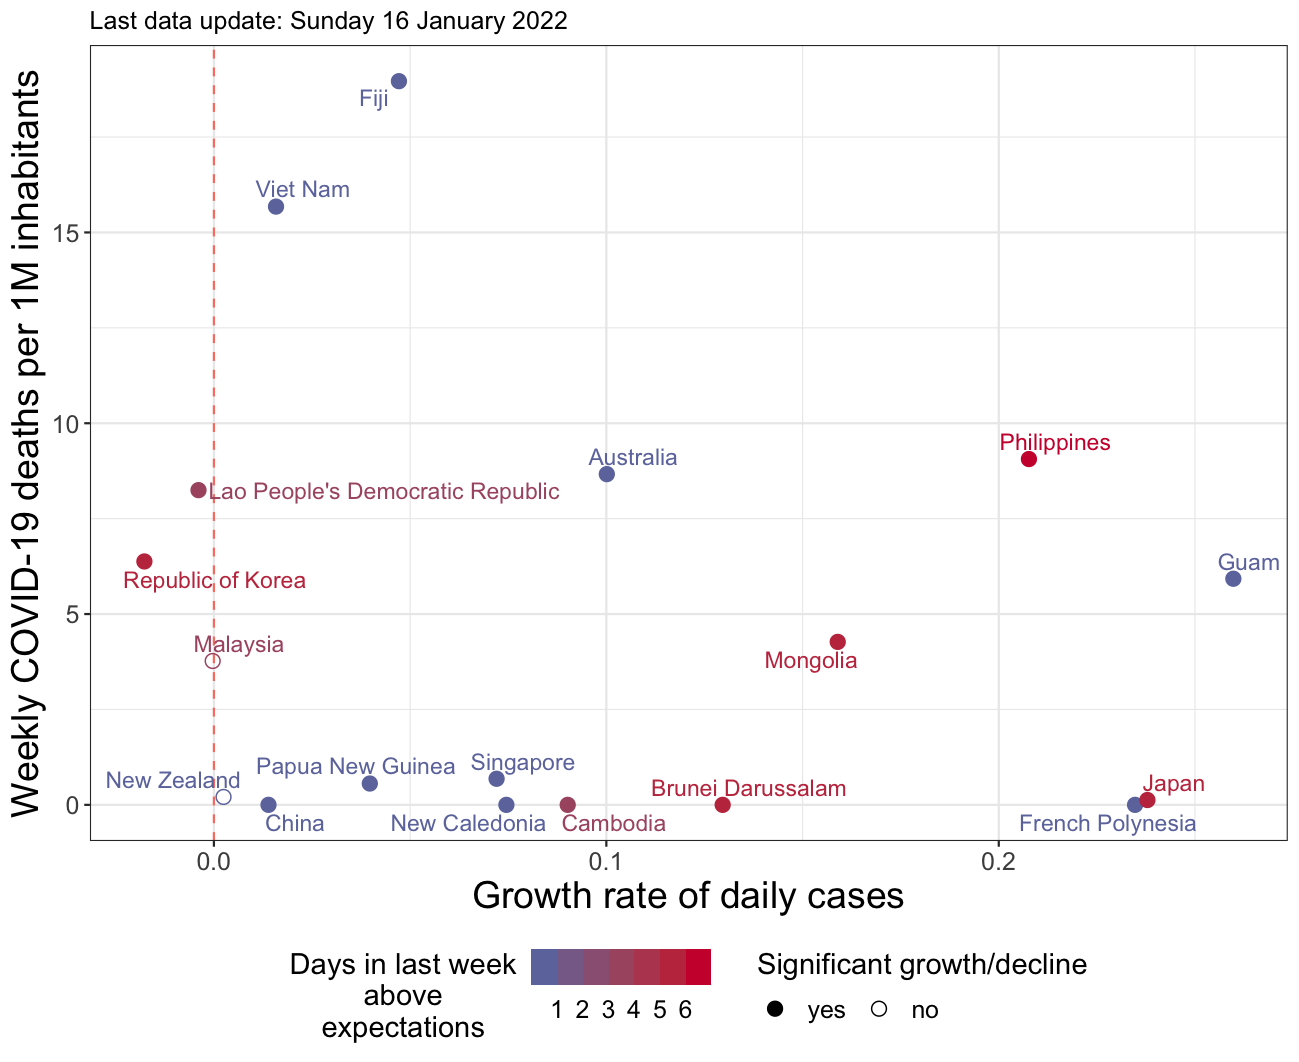 Last data update: Sunday 16 January 2022
Weekly COVID-19 deaths per 1M inhabitants
15
10
5
0
Fiji
Viet Nam
Philippines
Australia
Lao People's Democratic Republic
Guam
Republic of Korea
Malaysia
Mongolia
New Zealand
Papua New Guinea
Singapore
Brunei Darussalam
Japan
China
New Caledonia
Cambodia
French Polynesia
0.0
0.1
0.2
Growth rate of daily cases
Days in last week
above
expectations
1 2 3 4 5 6
Significant growth/decline
yes
no